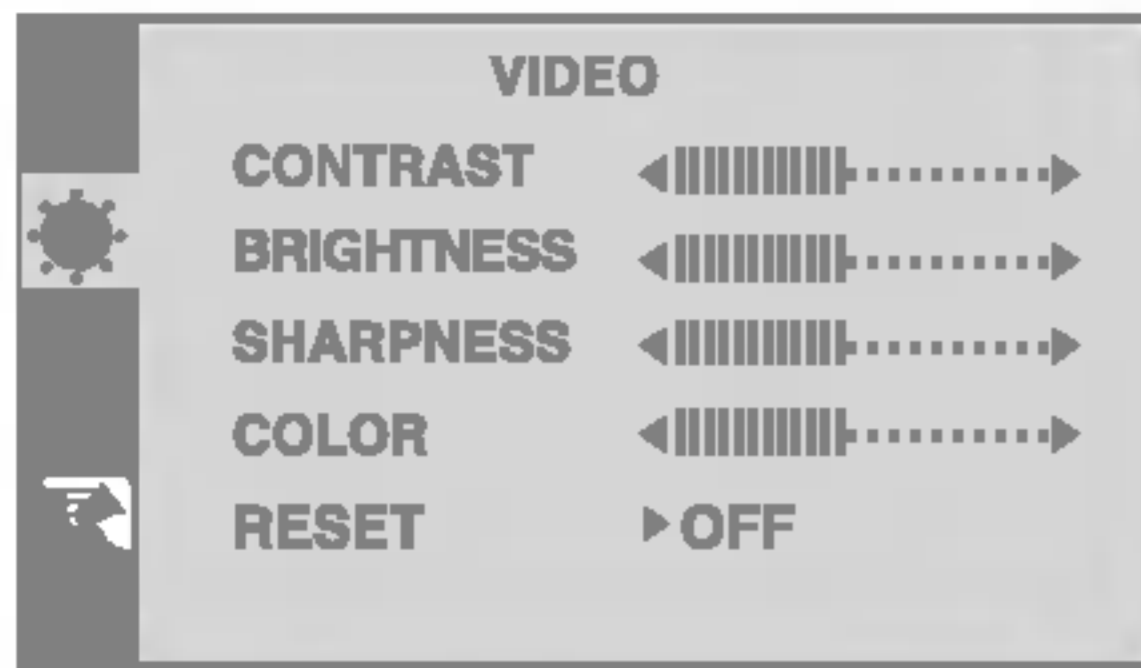 VIDEO
CONTRAST
BRIGHTNESS
SHARPNESS
COLOR
RESET OFF